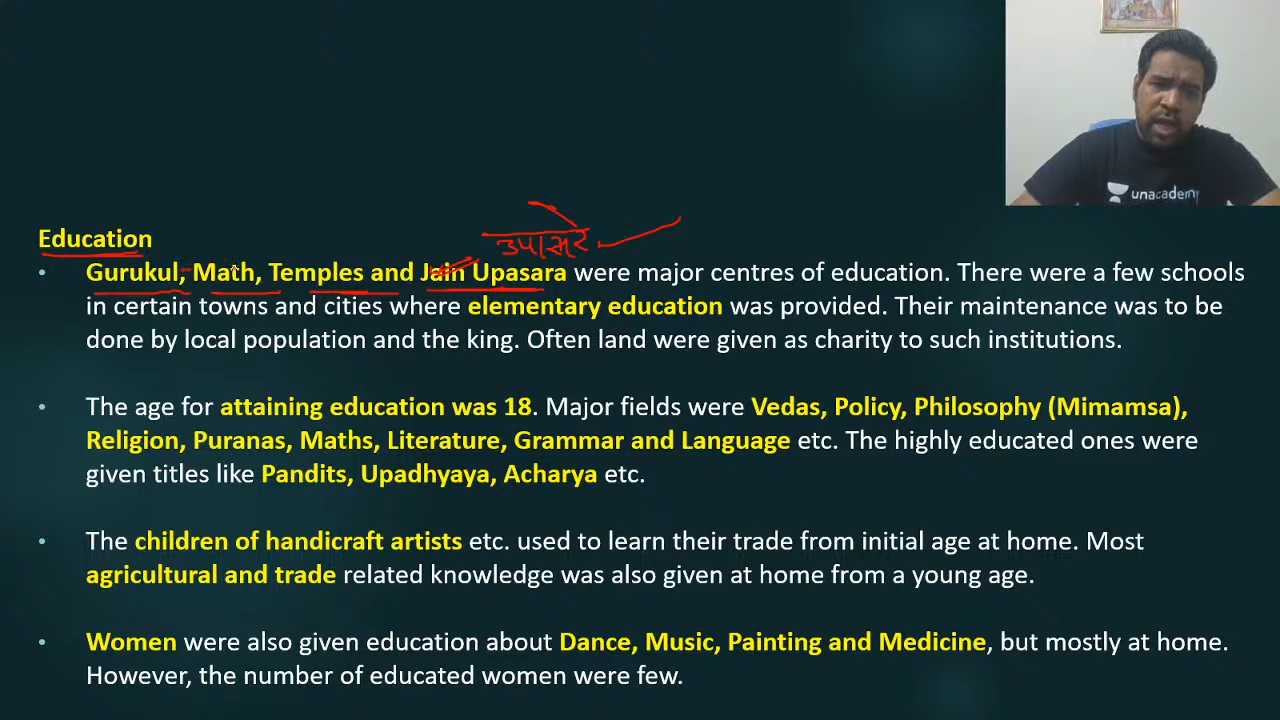 unacademy
Education
उपासरे
• Gurukul, Math, Temples and Jain Upasara were major centres of education. There were a few schools
in certain towns and cities where elementary education was provided. Their maintenance was to be
done by local population and the king. Often land were given as charity to such institutions.
• The age for attaining education was 18. Major fields were Vedas, Policy, Philosophy (Mimamsa),
Religion, Puranas, Maths, Literature, Grammar and Language etc. The highly educated ones were
given titles like Pandits, Upadhyaya, Acharya etc.
• The children of handicraft artists etc. used to learn their trade from initial age at home. Most
agricultural and trade related knowledge was also given at home from a young age.
• Women were also given education about Dance, Music, Painting and Medicine, but mostly at home.
However, the number of educated women were few.